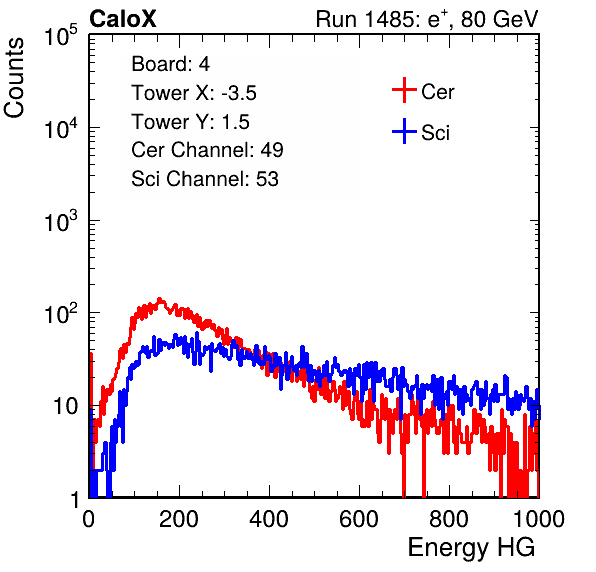 CaloX Run 1485: e⁺, 80 GeV
Counts
10⁵
10⁴
10³
10²
10
1
Board: 4
Tower X: -3.5
Tower Y: 1.5
Cer Channel: 49
Sci Channel: 53
Cer
Sci
0 200 400 600 800 1000
Energy HG